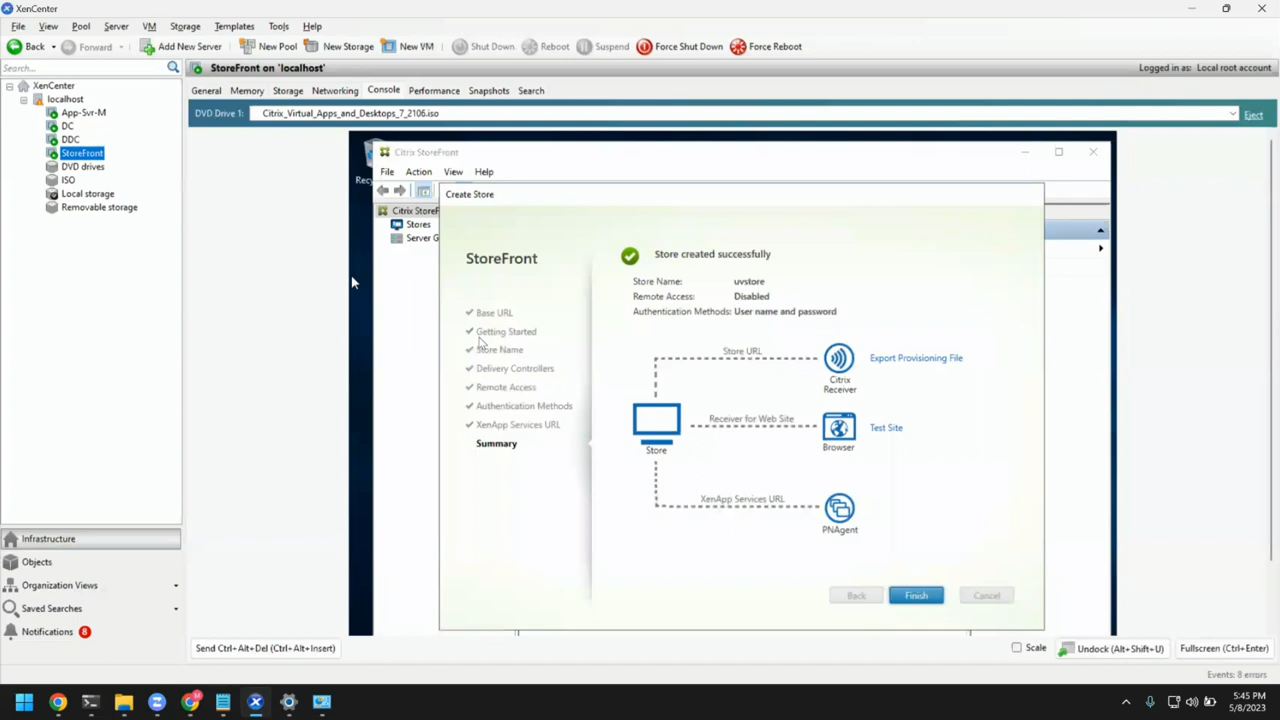 XenCenter
File View Pool Server VM Storage Templates Tools Help
Back Forward Add New Server New Pool New Storage New VM Shut Down Reboot Suspend Force Shut Down Force Reboot
Search...
StoreFront on 'localhost'
Logged in as: Local root account
XenCenter
localhost
App-Svr-M
DC
DDC
StoreFront
DVD drives
ISO
Local storage
Removable storage
General Memory Storage Networking Console Performance Snapshots Search
DVD Drive 1: Citrix_Virtual_Apps_and_Desktops_7_2106.iso Eject
Citrix StoreFront
File Action View Help
Citrix StoreF
Stores
Server G
Create Store
StoreFront
Base URL
Getting Started
Store Name
Delivery Controllers
Remote Access
Authentication Methods
XenApp Services URL
Summary
Store created successfully
Store Name: uvstore
Remote Access: Disabled
Authentication Methods: User name and password
Store URL
Citrix
Receiver
Export Provisioning File
Receiver for Web Site
Browser
Test Site
Store
XenApp Services URL
PNAgent
Back Finish Cancel
Infrastructure
Objects
Organization Views
Saved Searches
Notifications 8
Send Ctrl+Alt+Del (Ctrl+Alt+Insert)
Scale Undock (Alt+Shift+U) Fullscreen (Ctrl+Enter)
Events: 8 errors
5:45 PM
5/8/2023